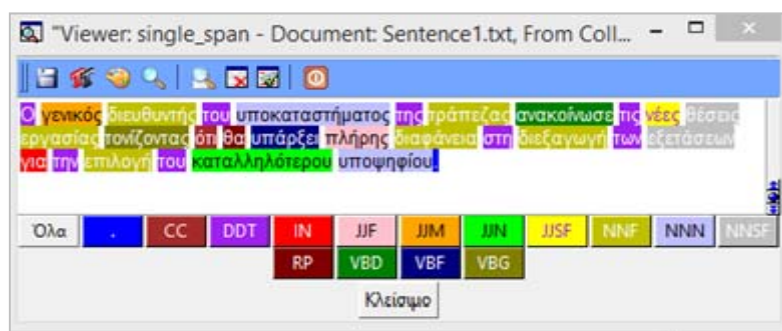 "Viewer: single_span - Document: Sentence1.txt, From Coll...
Ο γενικός διευθυντής του υποκαταστήματος της τράπεζας ανακοίνωσε τις νέες θέσεις
εργασίας τονίζοντας ότι θα υπάρξει πλήρης διαφάνεια στη διεξαγωγή των εξετάσεων
για την επιλογή του καταλληλότερου υποψηφίου.
Όλα . CC DDT IN JJF JJM JJN JJSF NNF NNN NNSF
RP VBD VBF VBG
Κλείσιμο